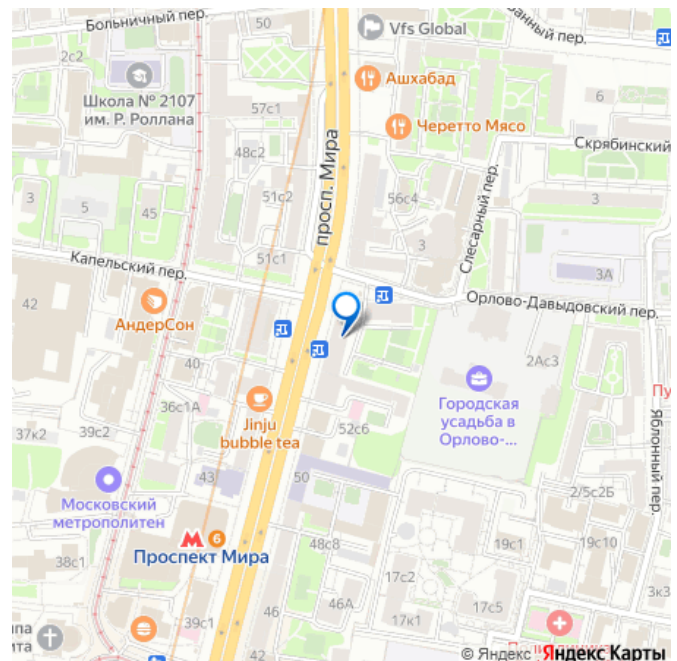 Больничный пер.
50
Vfs Global
ванный пер.
2с2
Ашхабад
Школа № 2107
им. Р. Роллана
57с1
6
Черетто Мясо
Скрябинский
48с2
просп. Мира
3
5
45
51с2
56с4
3
Слесарный пер.
3
51с1
Капельский пер.
3А
42
АндерСон
Орлово-Давыдовский пер.
40
2Ас3
36с1А
Jinju
bubble tea
Городская
усадьба в
Орлово-...
Пу
37к2
39с2
52с6
Яблонный пер.
43
50
2/5с2Б
Московский
метрополитен
6
Проспект Мира
38с1
48с8
19с1
19с10
17с2
3к3
39с1
46
46А
17к1
17с5
42
ита
© Яндекс Яндекс Карты